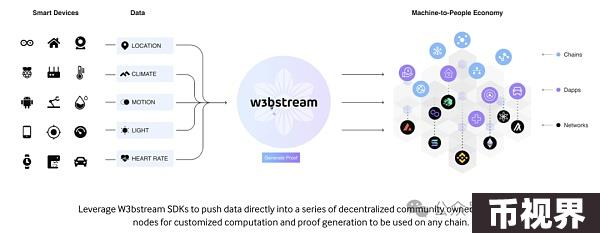 Smart Devices
Data
Machine-to-People Economy
LOCATION
CLIMATE
MOTION
LIGHT
HEART RATE
w3bstream
Generate Proof
Chains
Dapps
Networks
Leverage W3bstream SDKs to push data directly into a series of decentralized community owned
nodes for customized computation and proof generation to be used on any chain.
币视界